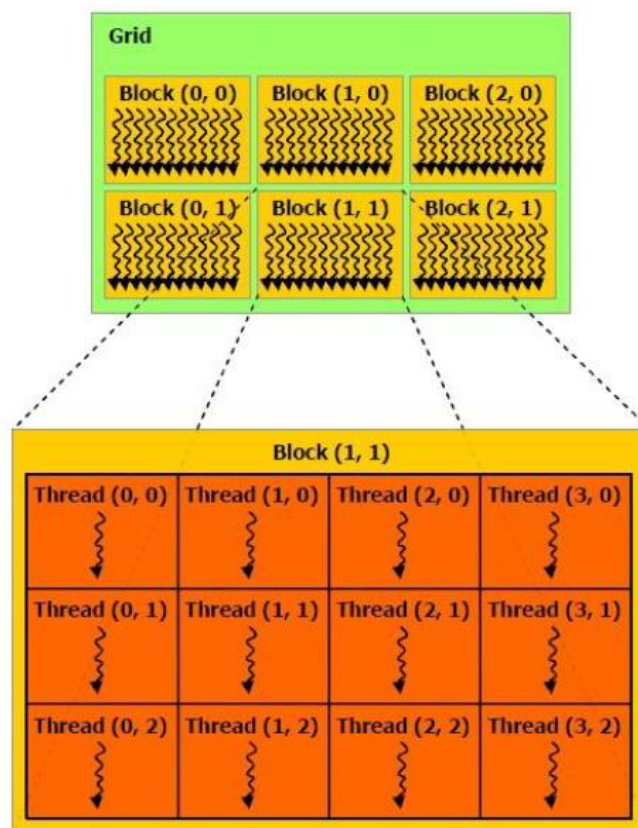 Grid
Block (0, 0) Block (1, 0) Block (2, 0)
Block (0, 1) Block (1, 1) Block (2, 1)
Block (1, 1)
Thread (0, 0) Thread (1, 0) Thread (2, 0) Thread (3, 0)
Thread (0, 1) Thread (1, 1) Thread (2, 1) Thread (3, 1)
Thread (0, 2) Thread (1, 2) Thread (2, 2) Thread (3, 2)